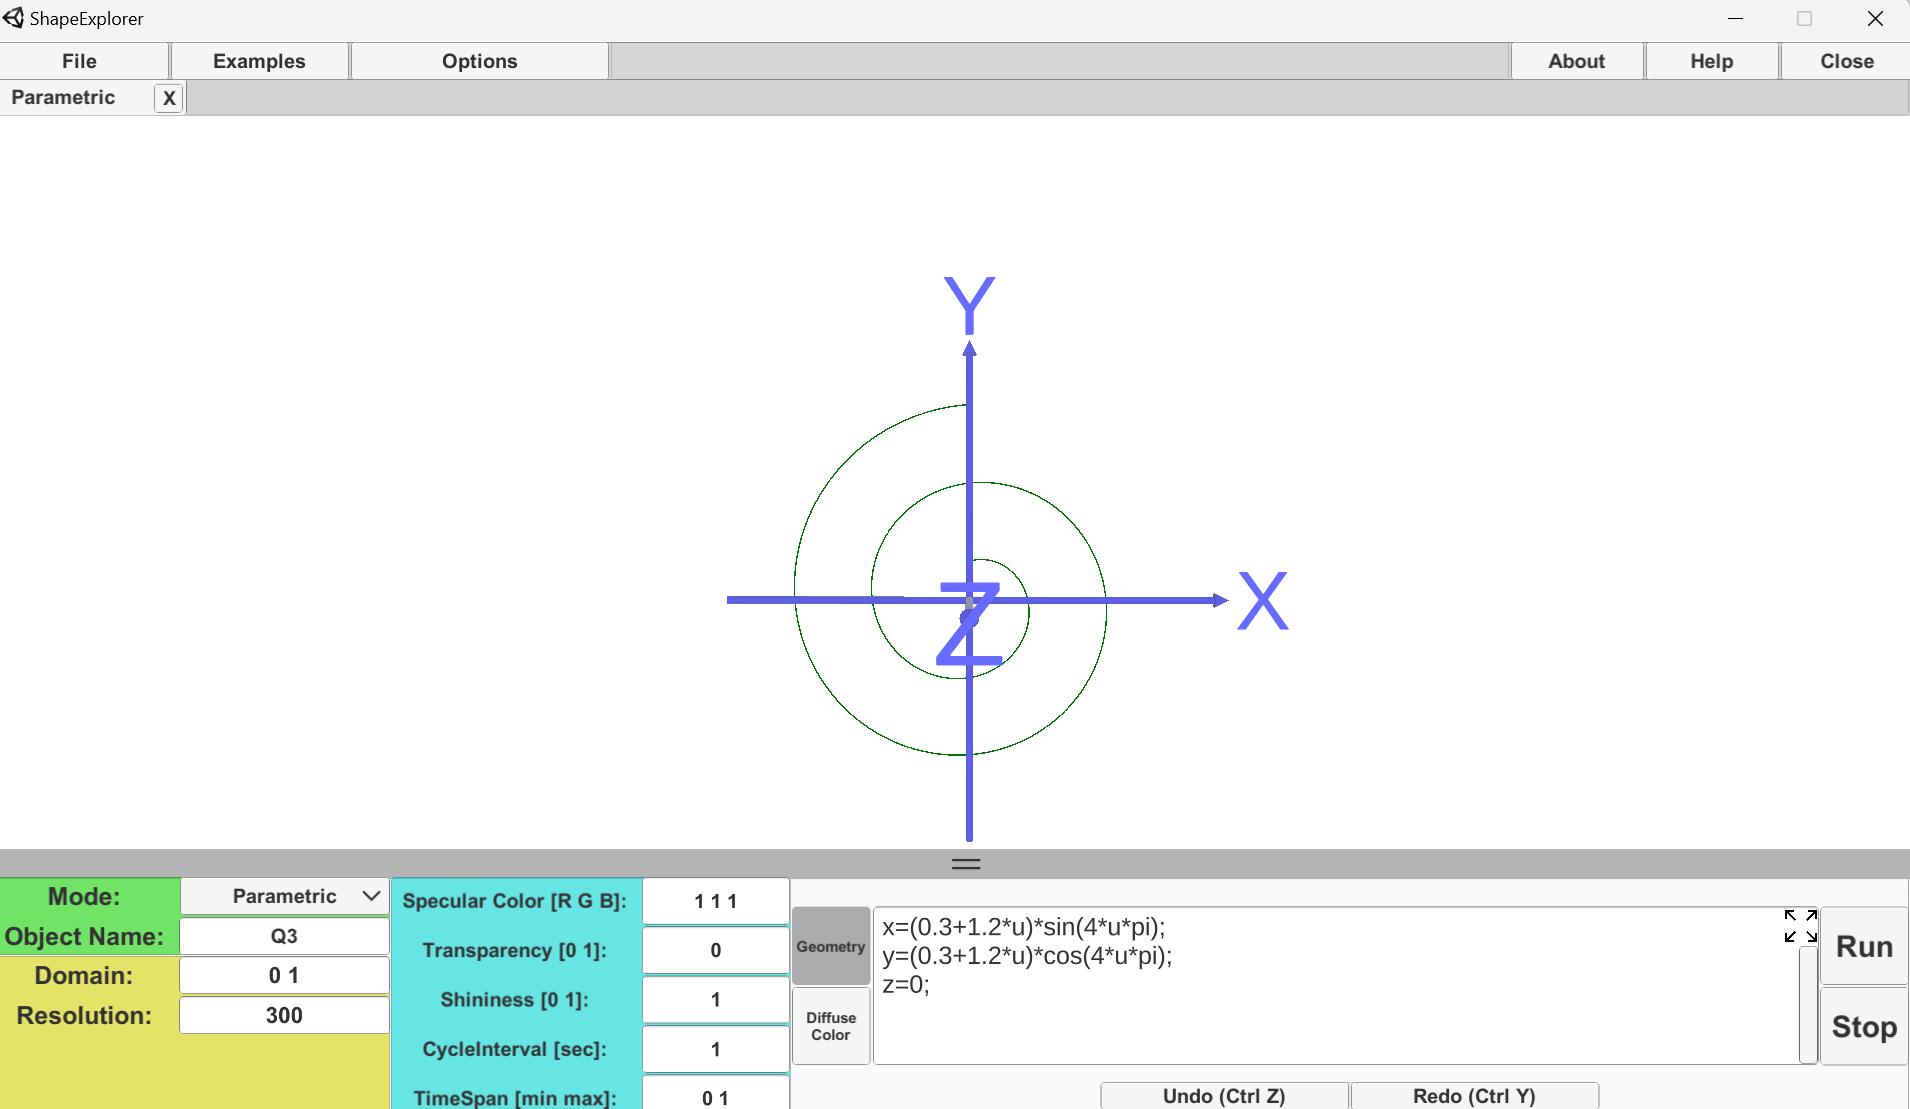 ShapeExplorer
File Examples Options About Help Close
Parametric X
Y
X
Z
Mode: Parametric
Object Name: Q3
Domain: 0 1
Resolution: 300
Specular Color [R G B]: 1 1 1
Transparency [0 1]: 0
Shininess [0 1]: 1
CycleInterval [sec]: 1
TimeSpan [min max]: 0 1
Geometry
Diffuse
Color
x=(0.3+1.2*u)*sin(4*u*pi);
y=(0.3+1.2*u)*cos(4*u*pi);
z=0;
Run
Stop
Undo (Ctrl Z) Redo (Ctrl Y)